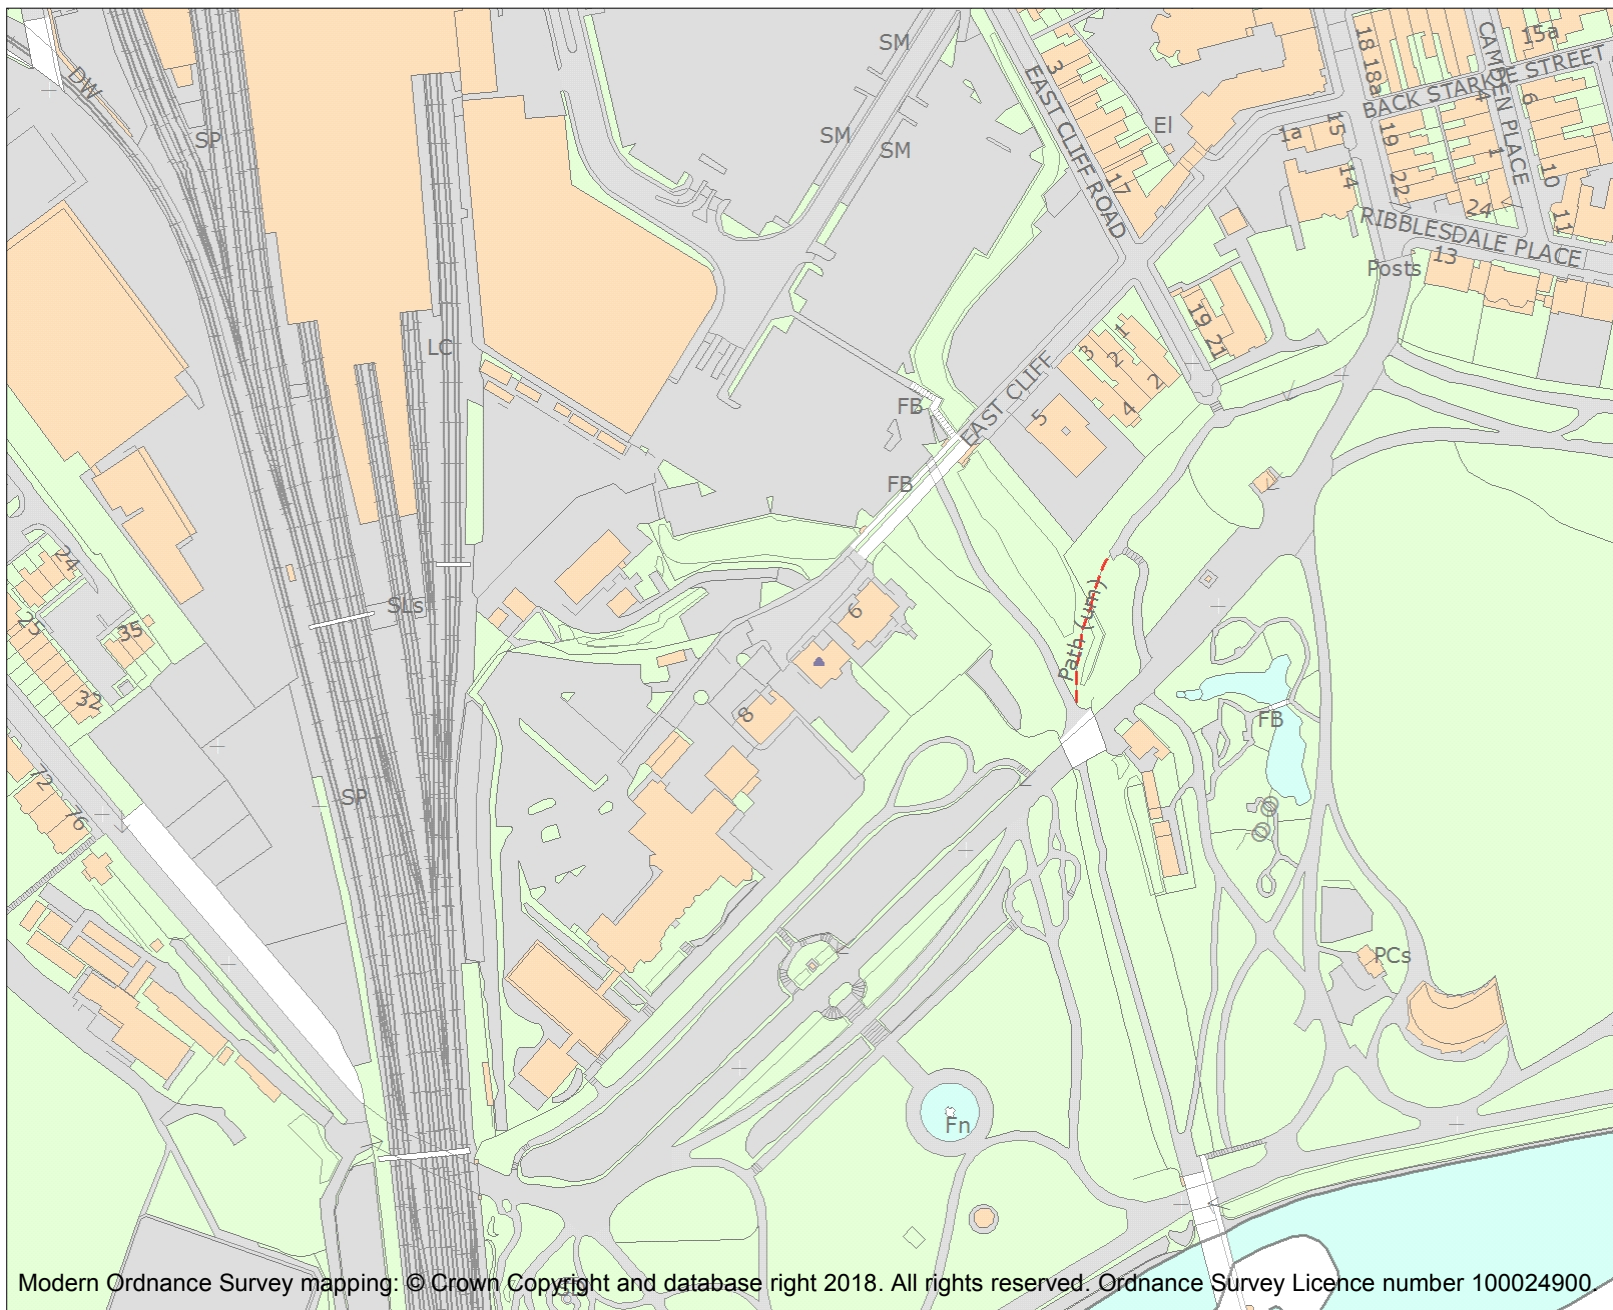 SM
3
18
18a
15a
CAMDEN PLACE
BACK STARKIE STREET
DW
SP
SM
SM
EAST CLIFF ROAD
El
1a
15
19
4
6
1
17
14
22
10
24
11
RIBBLESDALE PLACE
13
Posts
LC
19
21
1
2
3
2
4
5
EAST CLIFF
FB
FB
24
25
35
32
SLs
6
8
Path (um)
FB
72
76
SP
PCs
Fn
Modern Ordnance Survey mapping: © Crown Copyright and database right 2018. All rights reserved. Ordnance Survey Licence number 100024900.